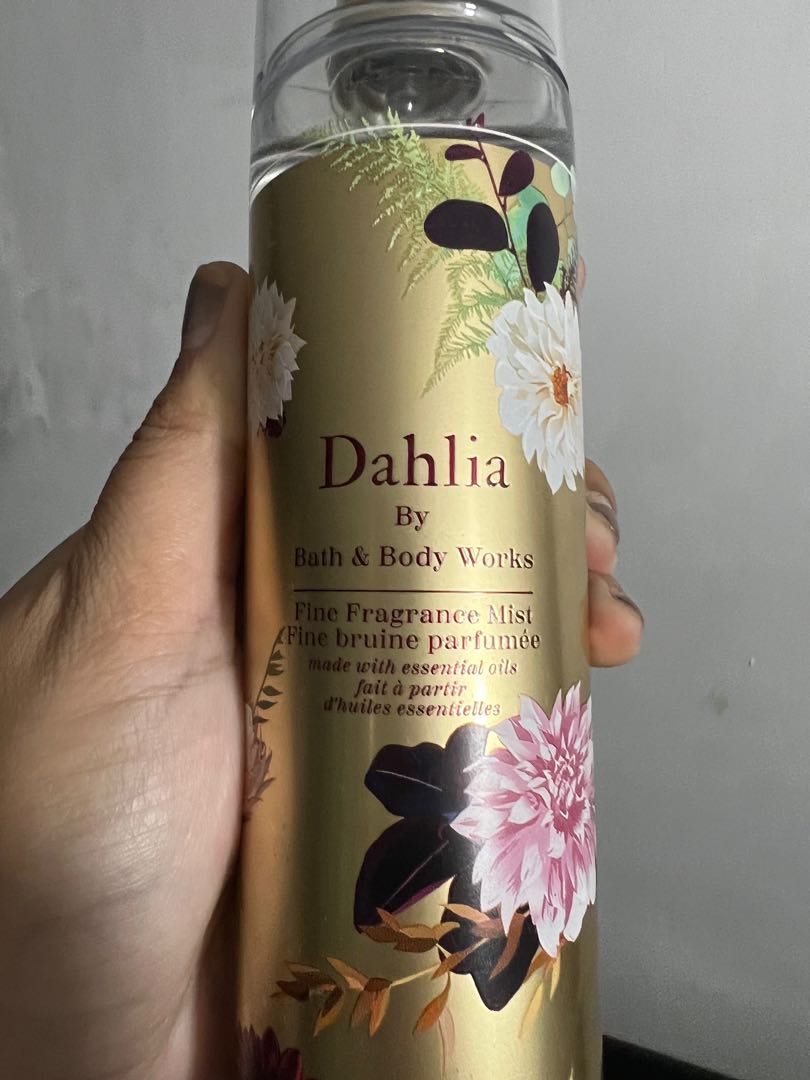 Dahlia
By
Bath & Body Works
Fine Fragrance Mist
Fine bruine parfumée
made with essential oils
fait à partir
d'huiles essentielles